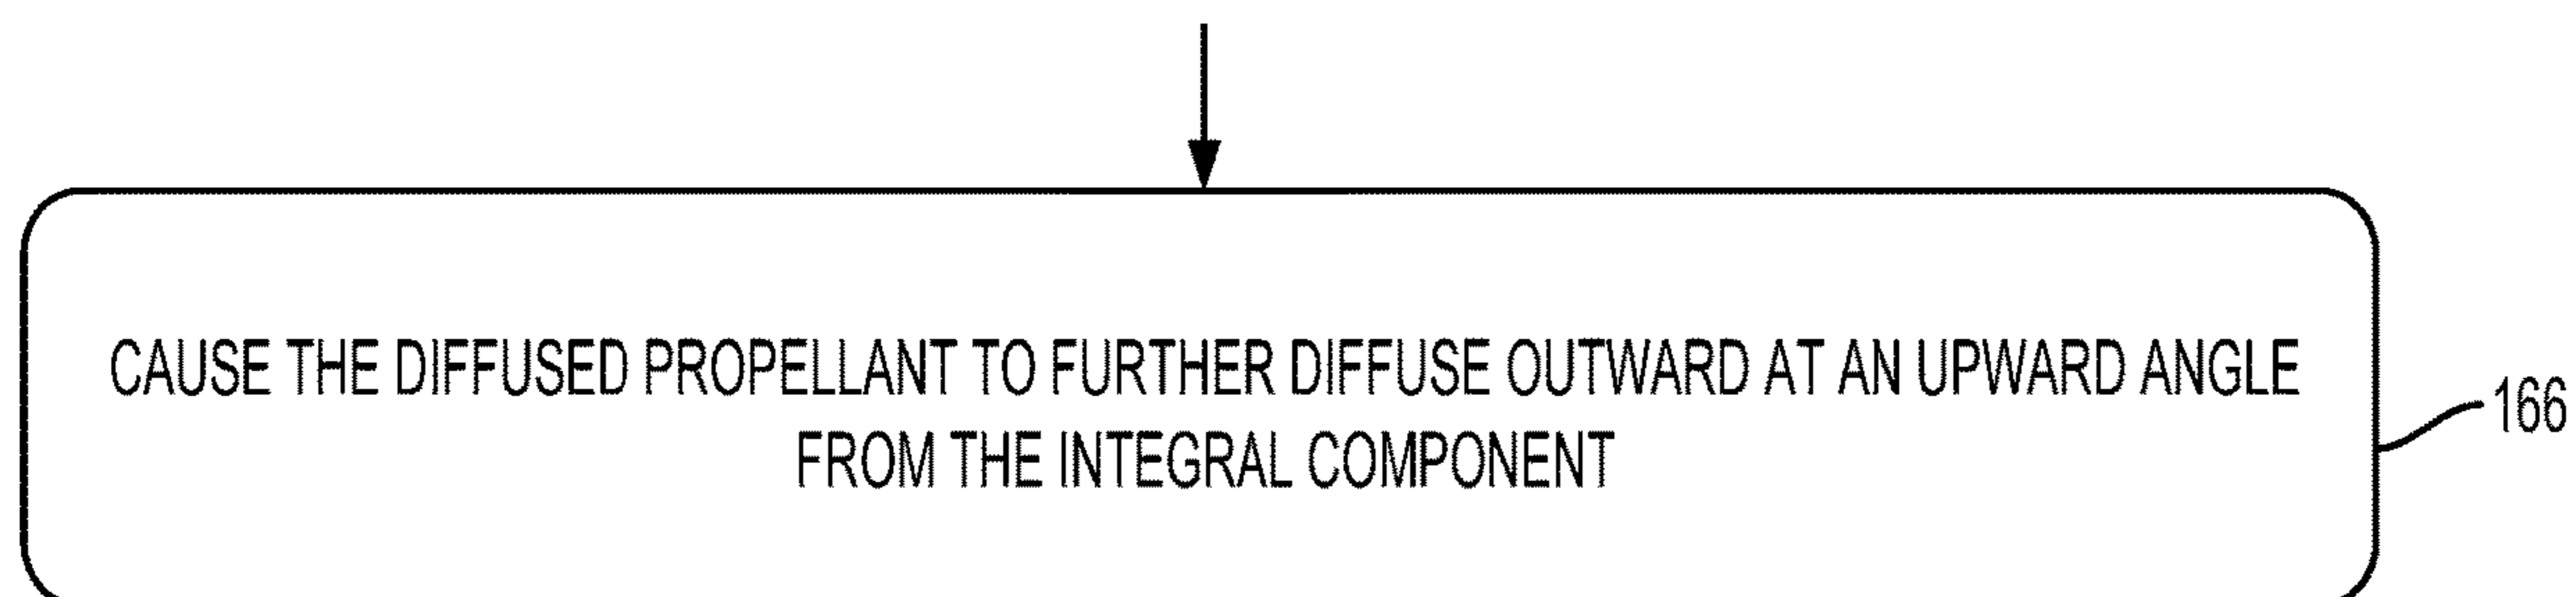 CAUSE THE DIFFUSED PROPELLANT TO FURTHER DIFFUSE OUTWARD AT AN UPWARD ANGLE
FROM THE INTEGRAL COMPONENT
166